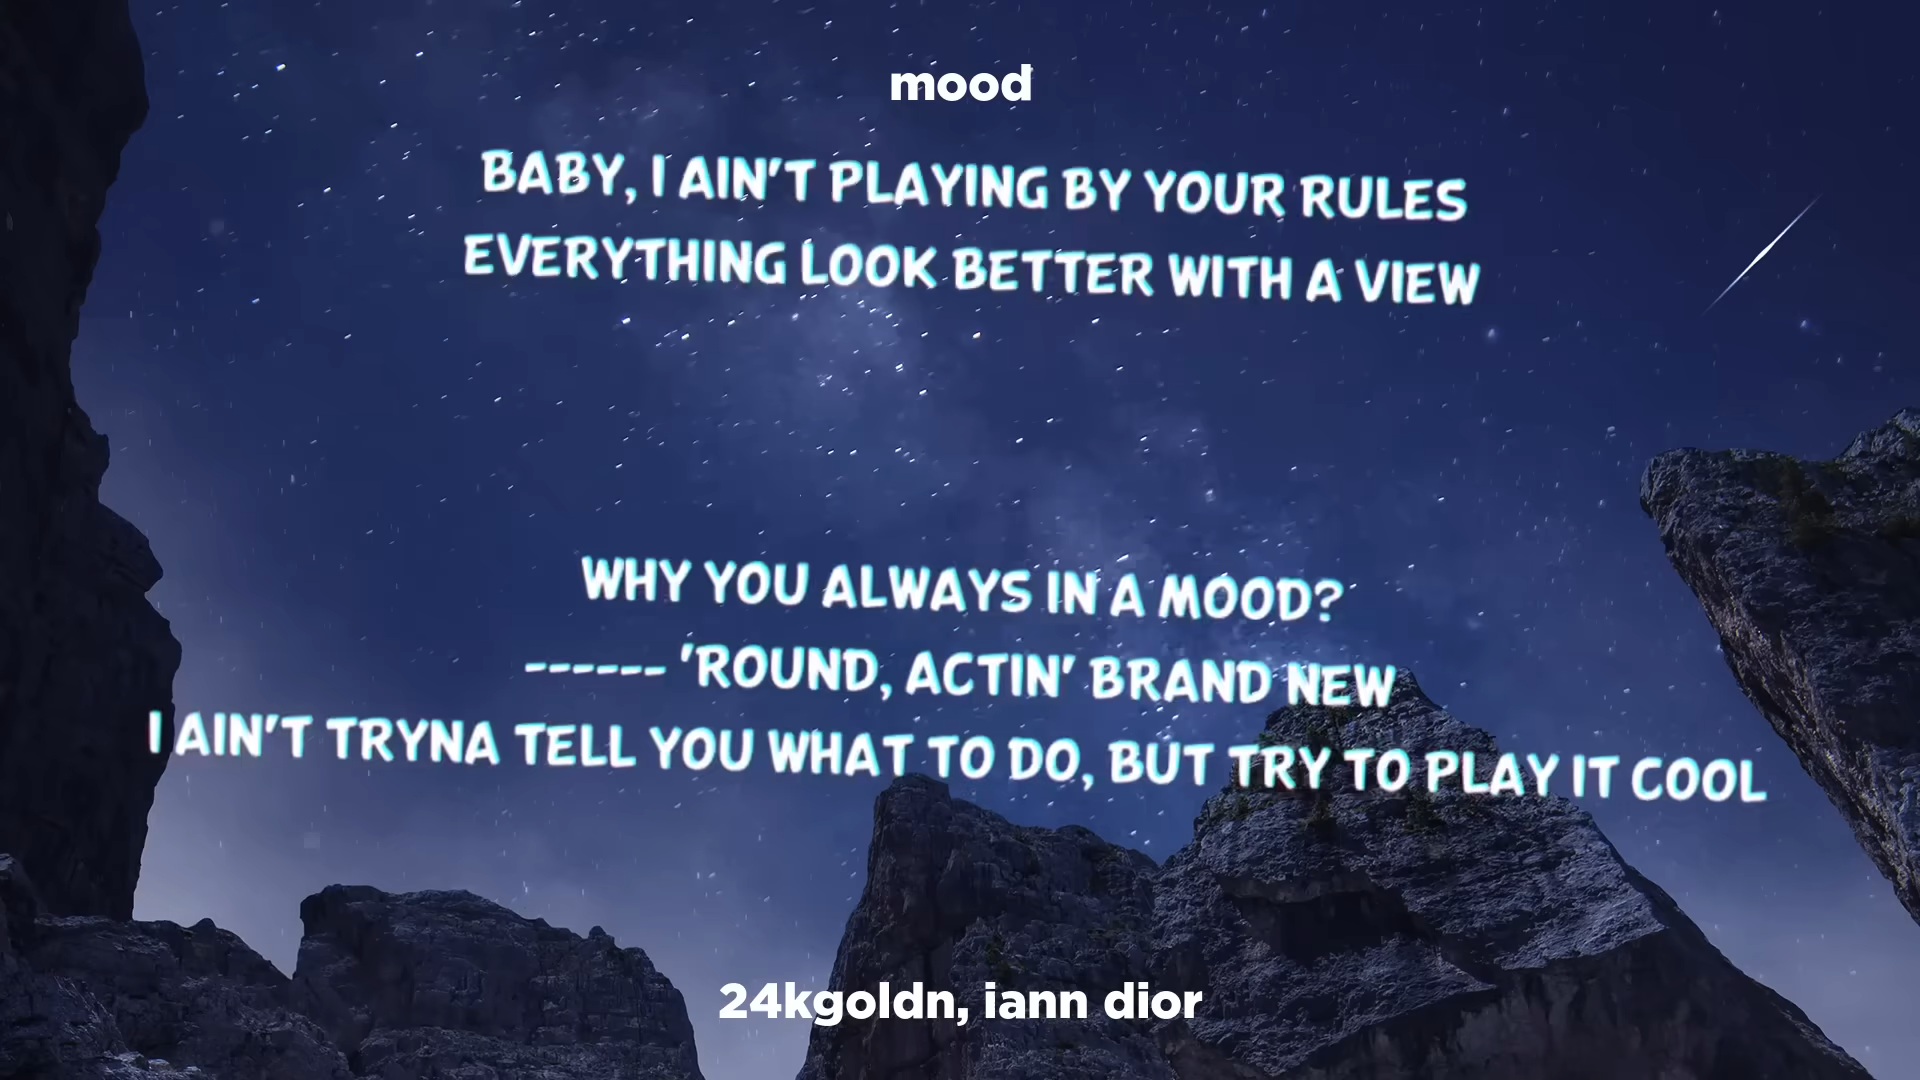 mood
BABY, I AIN'T PLAYING BY YOUR RULES
EVERYTHING LOOK BETTER WITH A VIEW
WHY YOU ALWAYS IN A MOOD?
------ 'ROUND, ACTIN' BRAND NEW
I AIN'T TRYNA TELL YOU WHAT TO DO, BUT TRY TO PLAY IT COOL
24kgoldn, iann dior